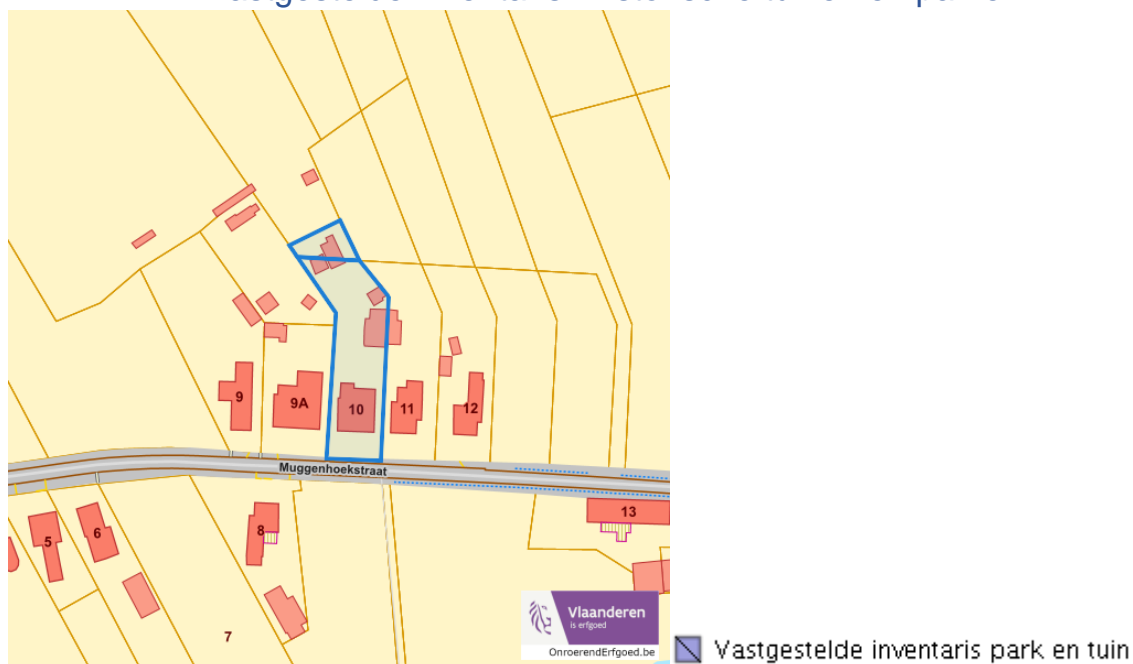 9
9A
10
11
12
Muggenhoekstraat
5
6
8
13
7
Vlaanderen
is erfgoed
OnroerendErfgoed.be
Vastgestelde inventaris park en tuin